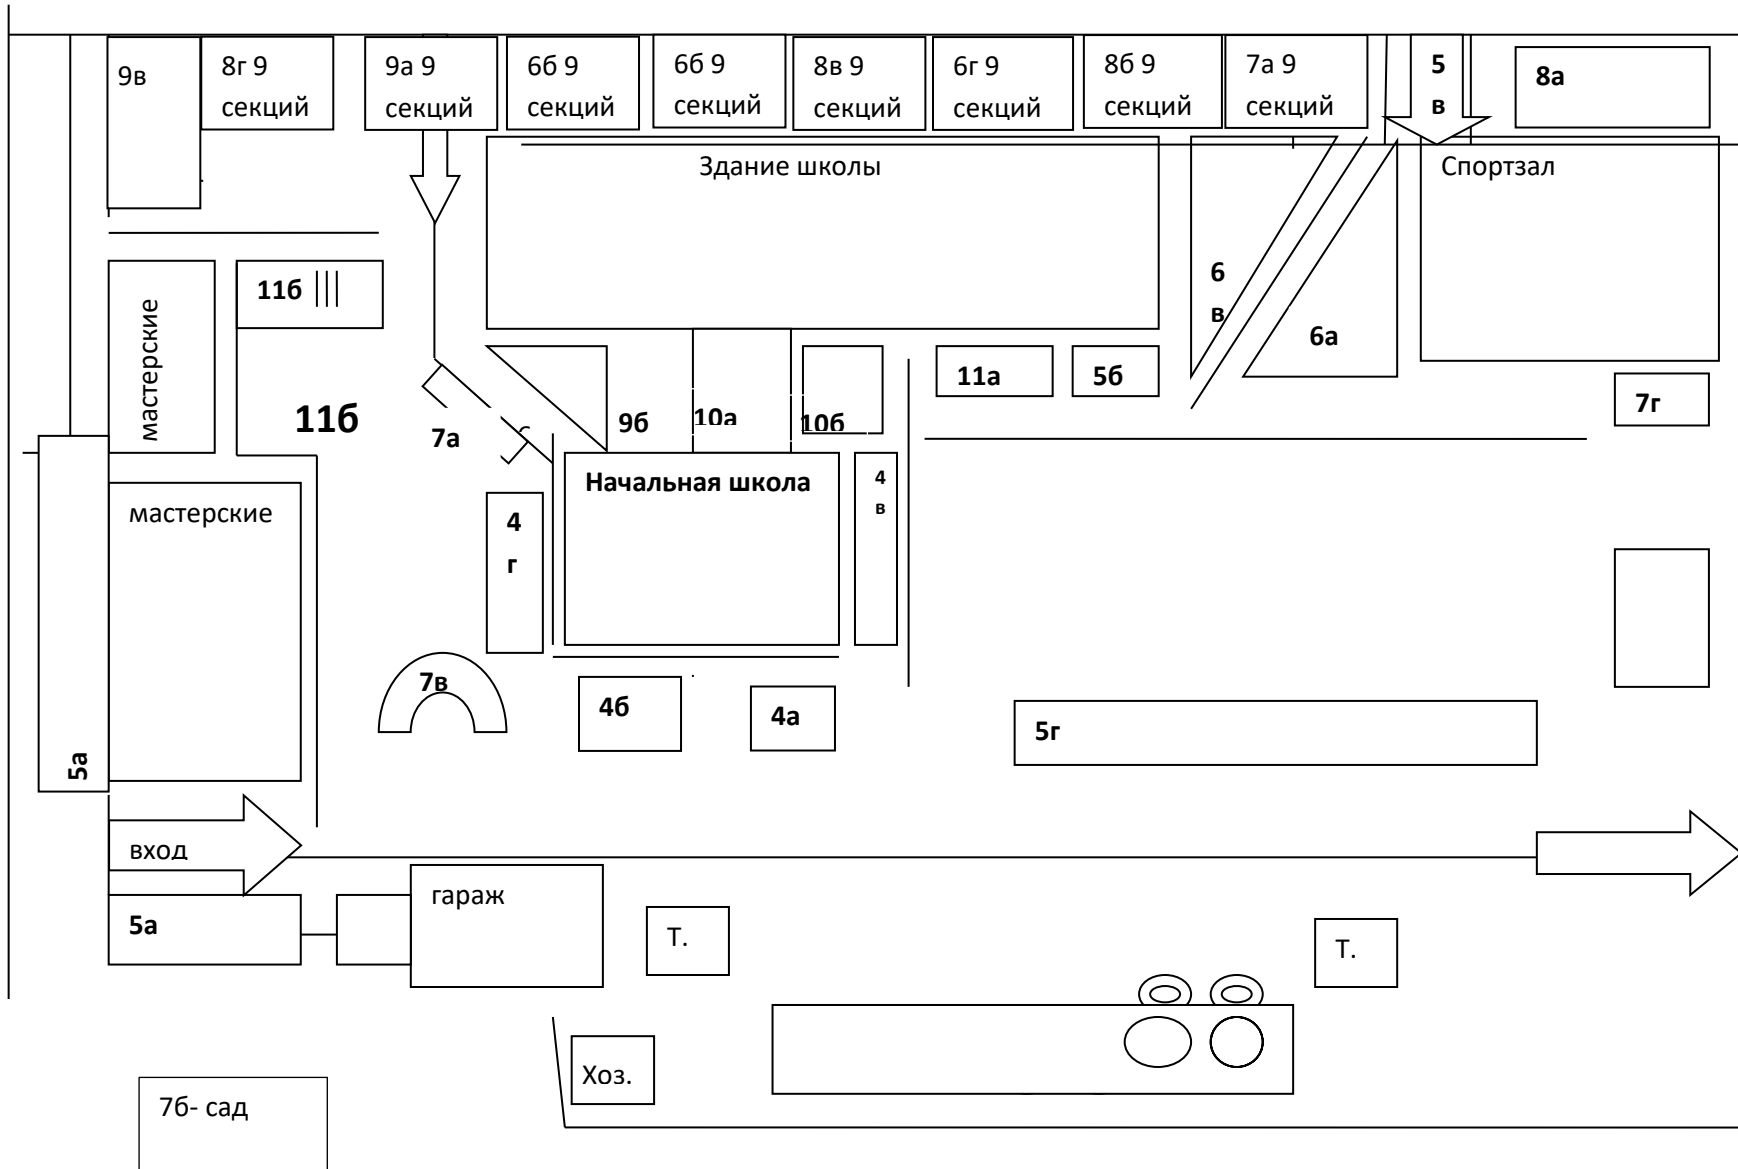 9в
8г 9
секций
9а 9
секций
6б 9
секций
6б 9
секций
8в 9
секций
6г 9
секций
8б 9
секций
7а 9
секций
5
в
8а
Здание школы
Спортзал
мастерские
11б
6
в
6а
11а
5б
7г
11б
7а
9б
10а
10б
Начальная школа
4
в
мастерские
4
г
7в
4б
4а
5г
5а
вход
5а
гараж
Т.
Т.
Хоз.
7б- сад